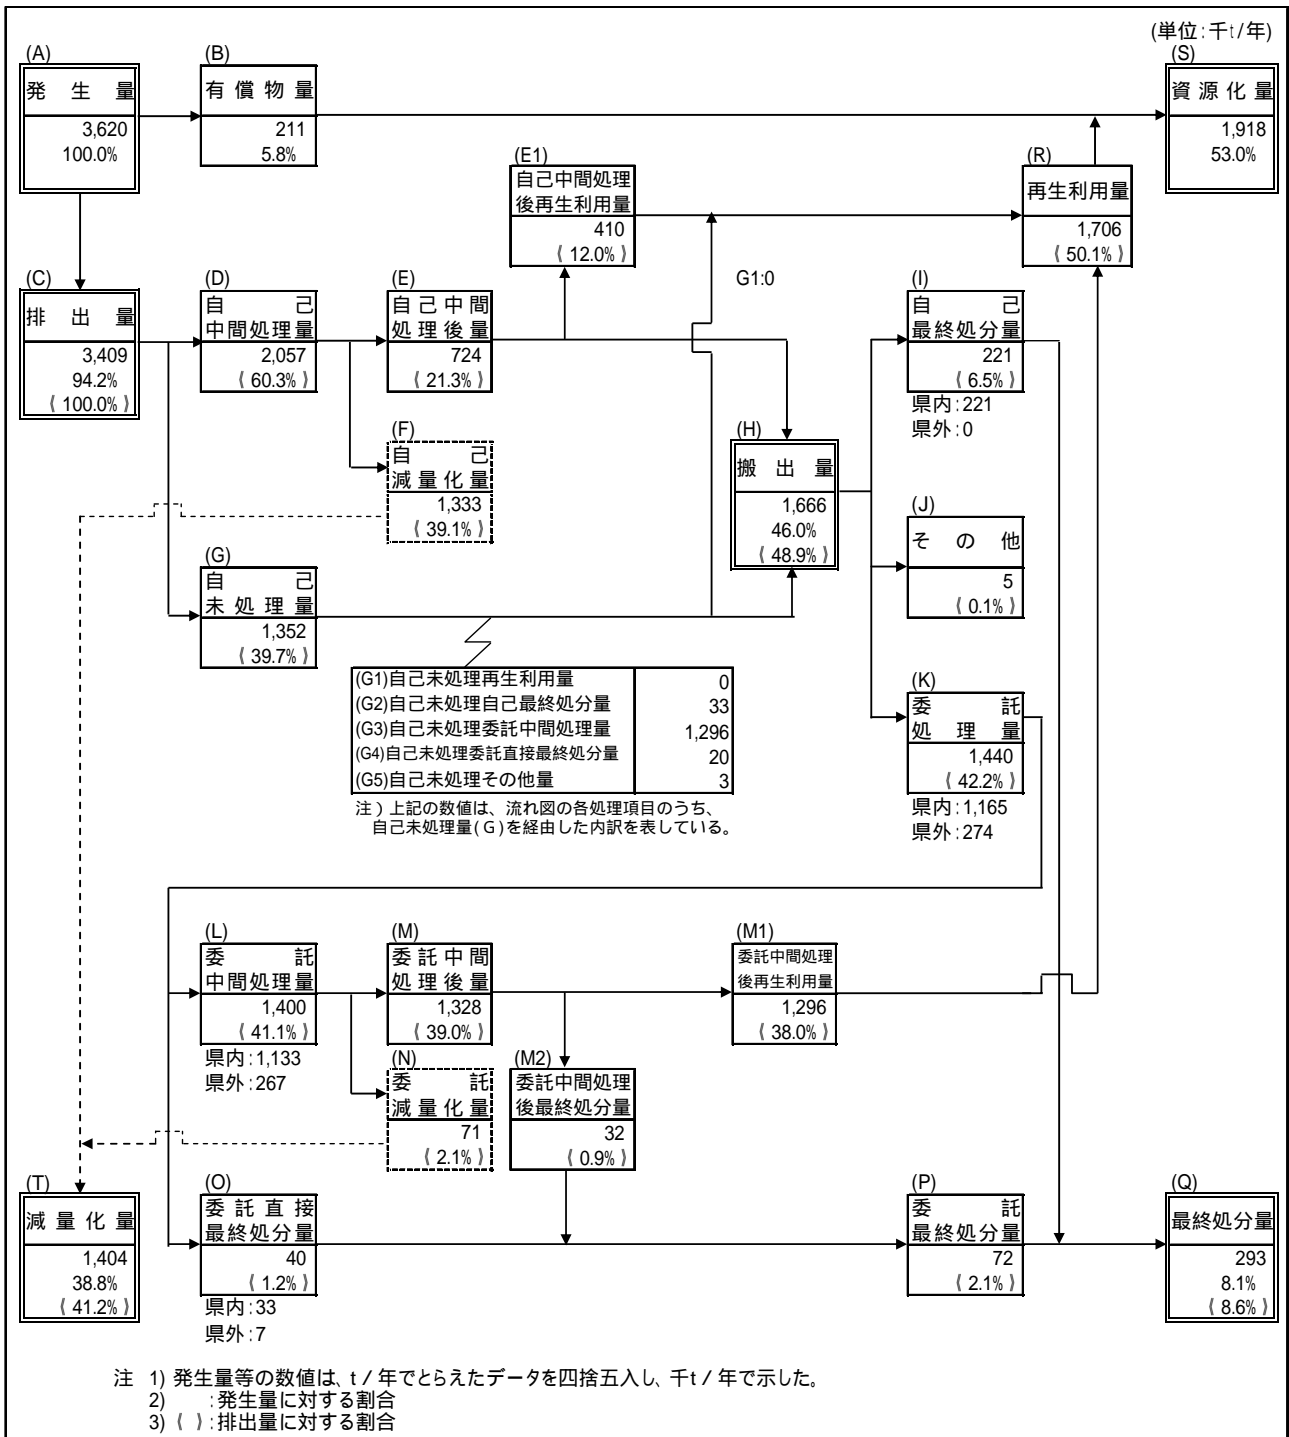 (単位:千t/年)
(A)
発生量
3,620
100.0%
(B)
有償物量
211
5.8%
(S)
資源化量
1,918
53.0%
(E1)
自己中間処理
後再生利用量
410
( 12.0% )
(R)
再生利用量
1,706
( 50.1% )
G1:0
(C)
排出量
3,409
94.2%
( 100.0% )
(D)
自己
中間処理量
2,057
( 60.3% )
(E)
自己中間
処理後量
724
( 21.3% )
(I)
自己
最終処分量
221
( 6.5% )
県内:221
県外:0
(F)
自己
減量化量
1,333
( 39.1% )
(H)
搬出量
1,666
46.0%
( 48.9% )
(J)
その他
5
( 0.1% )
(G)
自己
未処理量
1,352
( 39.7% )
(G1)自己未処理再生利用量 0
(G2)自己未処理自己最終処分量 33
(G3)自己未処理委託中間処理量 1,296
(G4)自己未処理委託直接最終処分量 20
(G5)自己未処理その他量 3
注)上記の数値は、流れ図の各処理項目のうち、
自己未処理量(G)を経由した内訳を表している。
(K)
委託
処理量
1,440
( 42.2% )
県内:1,165
県外:274
(L)
委託
中間処理量
1,400
( 41.1% )
県内:1,133
県外:267
(M)
委託中間
処理後量
1,328
( 39.0% )
(M1)
委託中間処理
後再生利用量
1,296
( 38.0% )
(N)
委託
減量化量
71
( 2.1% )
(M2)
委託中間処理
後最終処分量
32
( 0.9% )
(T)
減量化量
1,404
38.8%
( 41.2% )
(O)
委託直接
最終処分量
40
( 1.2% )
県内:33
県外:7
(P)
委託
最終処分量
72
( 2.1% )
(Q)
最終処分量
293
8.1%
( 8.6% )
注 1) 発生量等の数値は、t/年でとらえたデータを四捨五入し、千t/年で示した。
2) :発生量に対する割合
3) ( ):排出量に対する割合